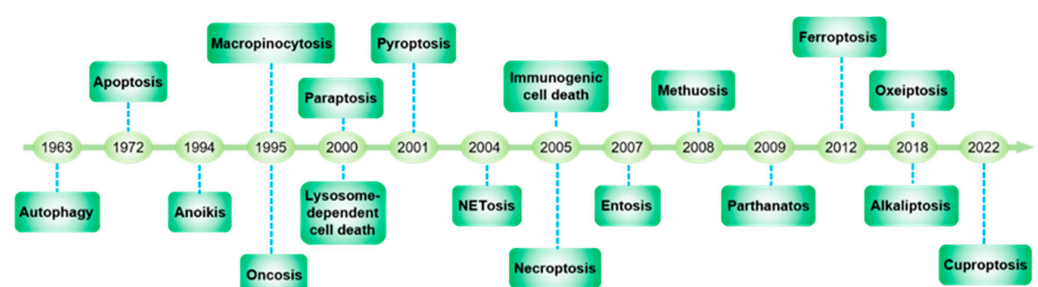 Macropinocytosis
Pyroptosis
Ferroptosis
Apoptosis
Paraptosis
Immunogenic
cell death
Methuosis
Oxeiptosis
1963 1972 1994 1995 2000 2001 2004 2005 2007 2008 2009 2012 2018 2022
Autophagy
Anoikis
Lysosome-
dependent
cell death
NETosis
Entosis
Parthanatos
Alkaliptosis
Oncosis
Necroptosis
Cuproptosis